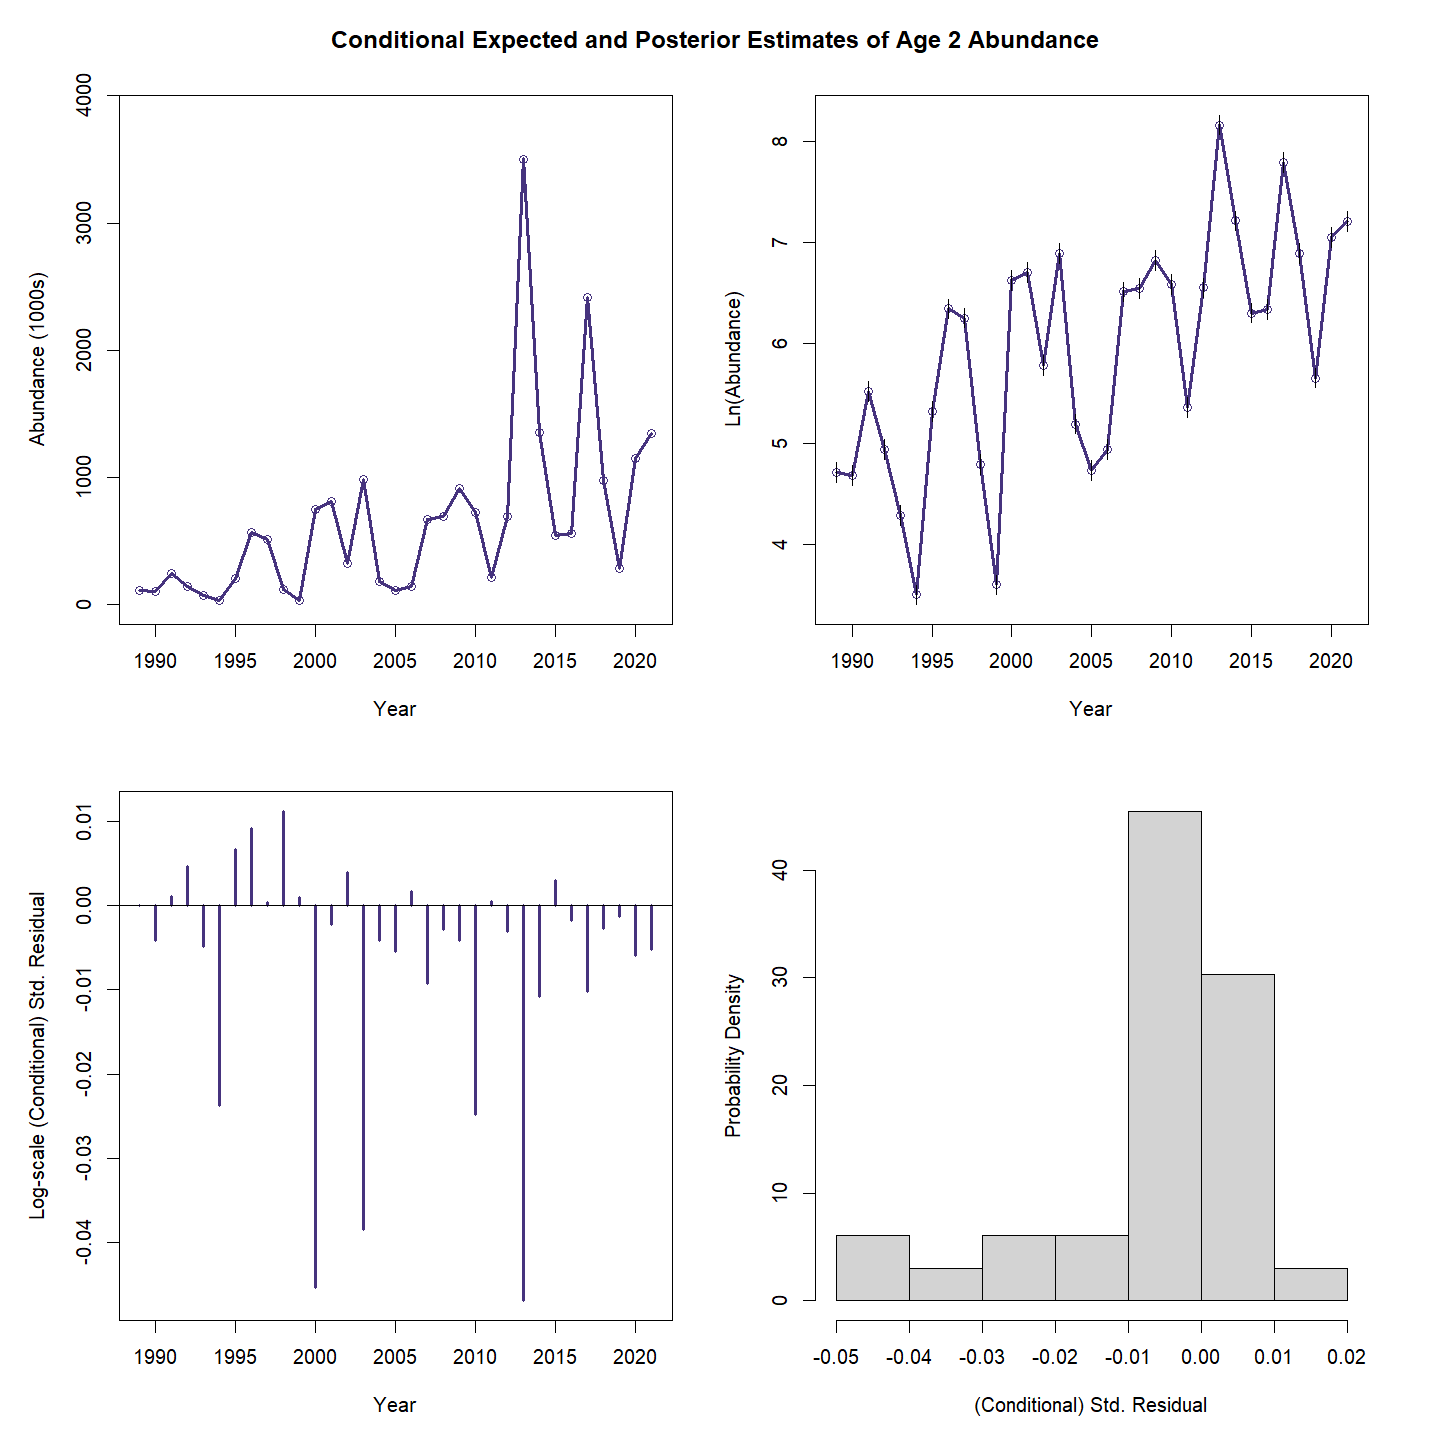 Conditional Expected and Posterior Estimates of Age 2 Abundance
Abundance (1000s)
4000
3000
2000
1000
0
1990 1995 2000 2005 2010 2015 2020
Year
Ln(Abundance)
8
7
6
5
4
1990 1995 2000 2005 2010 2015 2020
Year
Log-scale (Conditional) Std. Residual
0.01
0.00
-0.01
-0.02
-0.03
-0.04
1990 1995 2000 2005 2010 2015 2020
Year
Probability Density
40
30
20
10
0
-0.05 -0.04 -0.03 -0.02 -0.01 0.00 0.01 0.02
(Conditional) Std. Residual